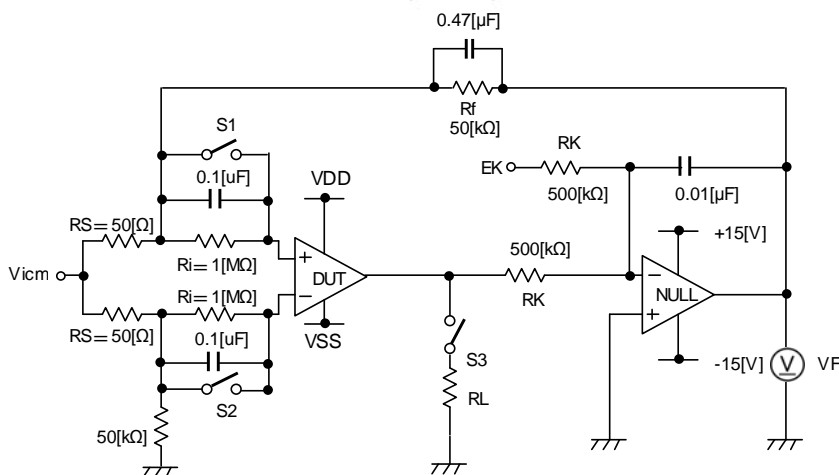 0.47[µF]
Rf
50[kΩ]
S1
0.1[uF]
VDD
EK
RK
500[kΩ]
0.01[µF]
RS=50[Ω]
Ri=1[MΩ]
+15[V]
Vicm
+
DUT
−
500[kΩ]
RK
−
NULL
+
Ri=1[MΩ]
RS=50[Ω]
0.1[uF]
VSS
S3
-15[V]
V
VF
S2
RL
50[kΩ]